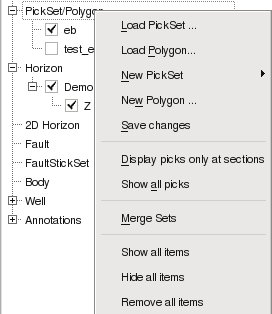 PickSet/Polygon
eb
test_e
Horizon
Demo
Z
2D Horizon
Fault
FaultStickSet
Body
Well
Annotations
Load PickSet ...
Load Polygon...
New PickSet
New Polygon ...
Save changes
Display picks only at sections
Show all picks
Merge Sets
Show all items
Hide all items
Remove all items